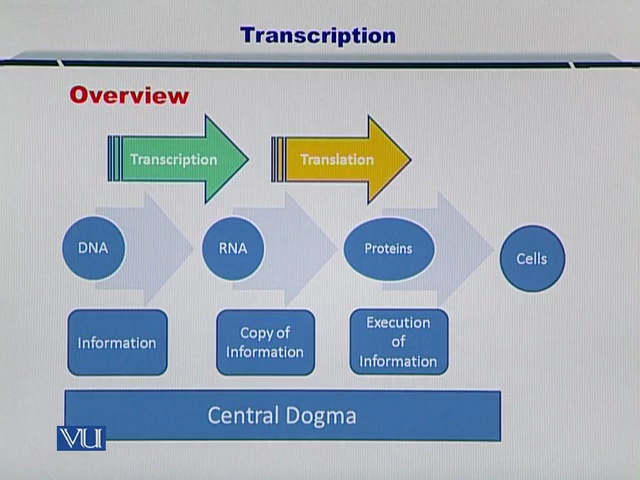 Transcription
Overview
Transcription
Translation
DNA
RNA
Proteins
Cells
Information
Copy of
Information
Execution
of
Information
Central Dogma
VU